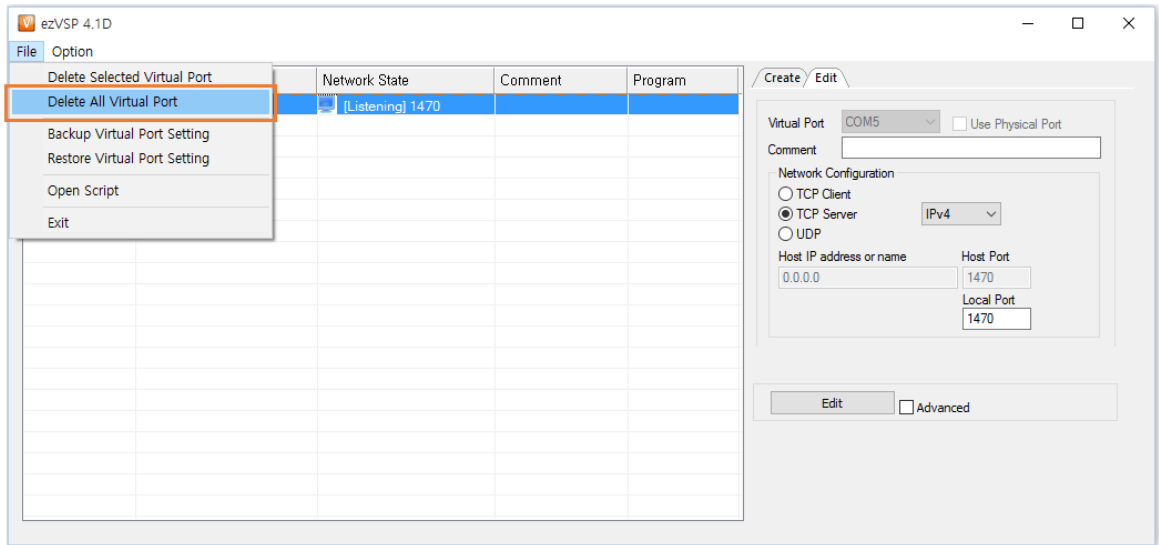 ezVSP 4.1D
File Option
Delete Selected Virtual Port
Delete All Virtual Port
Backup Virtual Port Setting
Restore Virtual Port Setting
Open Script
Exit
Network State Comment Program
[Listening] 1470
Create Edit
Virtual Port COM5 Use Physical Port
Comment
Network Configuration
TCP Client
TCP Server IPv4
UDP
Host IP address or name Host Port
0.0.0.0 1470
Local Port
1470
Edit Advanced